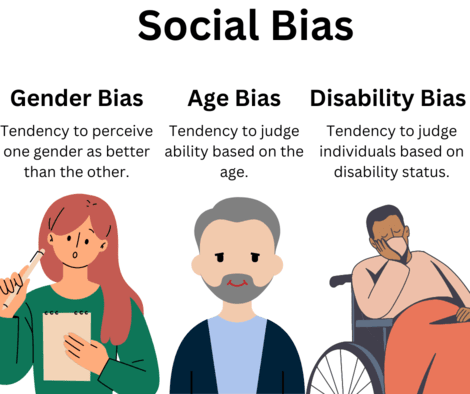 Social Bias
Gender Bias
Tendency to perceive
one gender as better
than the other.
Age Bias
Tendency to judge
ability based on the
age.
Disability Bias
Tendency to judge
individuals based on
disability status.